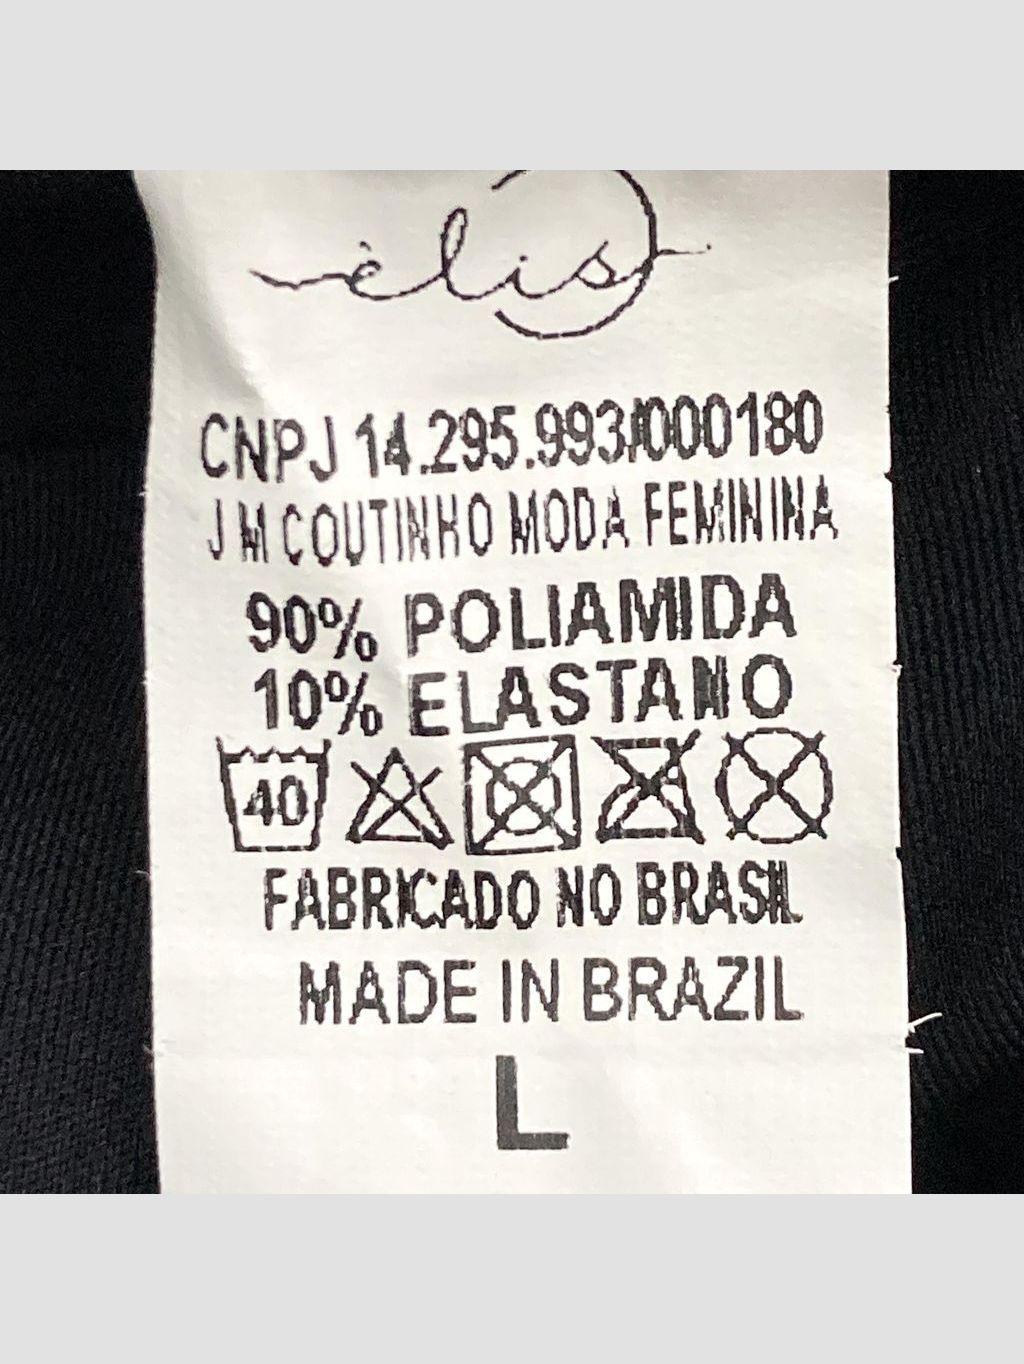 èlis
CNPJ 14.295.993/000180
J M COUTINHO MODA FEMININA
90% POLIAMIDA
10% ELASTANO
40
FABRICADO NO BRASIL
MADE IN BRAZIL
L